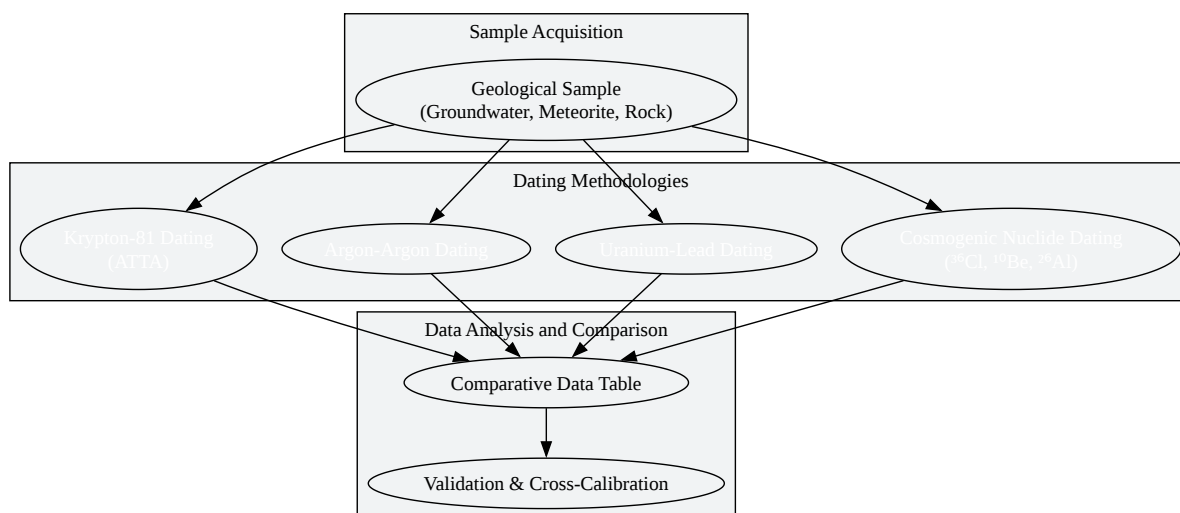 Sample Acquisition
Geological Sample
(Groundwater, Meteorite, Rock)
Dating Methodologies
Krypton-81 Dating
(ATTA)
Argon-Argon Dating
Uranium-Lead Dating
Cosmogenic Nuclide Dating
(³⁶Cl, ¹⁰Be, ²⁶Al)
Data Analysis and Comparison
Comparative Data Table
Validation & Cross-Calibration